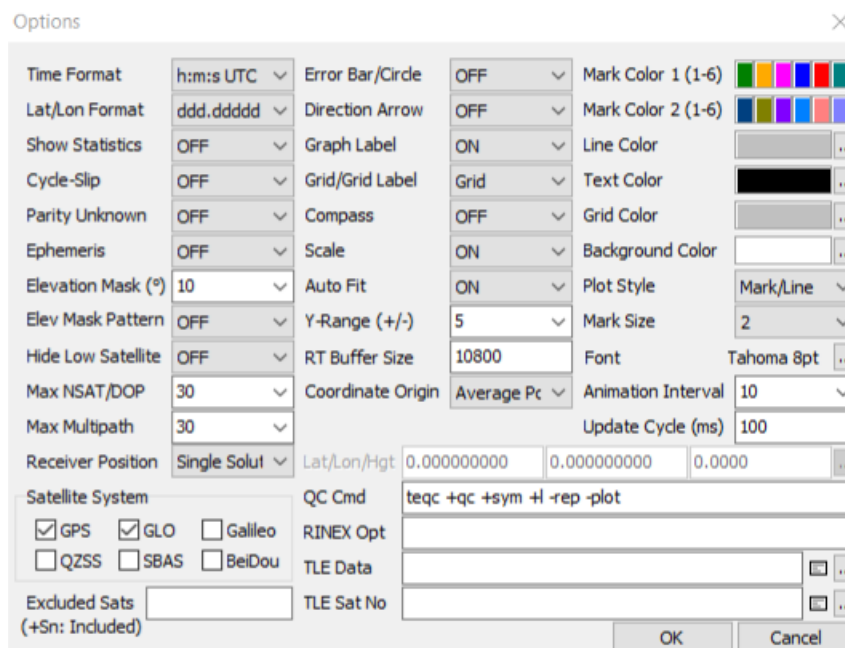 Options
Time Format h:m:s UTC Error Bar/Circle OFF Mark Color 1 (1-6)
Lat/Lon Format ddd.ddddd Direction Arrow OFF Mark Color 2 (1-6)
Show Statistics OFF Graph Label ON Line Color ..
Cycle-Slip OFF Grid/Grid Label Grid Text Color ..
Parity Unknown OFF Compass OFF Grid Color ..
Ephemeris OFF Scale ON Background Color ..
Elevation Mask (°) 10 Auto Fit ON Plot Style Mark/Line
Elev Mask Pattern OFF Y-Range (+/-) 5 Mark Size 2
Hide Low Satellite OFF RT Buffer Size 10800 Font Tahoma 8pt ..
Max NSAT/DOP 30 Coordinate Origin Average Pc Animation Interval 10
Max Multipath 30 Update Cycle (ms) 100
Receiver Position Single Solut Lat/Lon/Hgt 0.000000000 0.000000000 0.0000 ..
Satellite System QC Cmd teqc +qc +sym +l -rep -plot
GPS GLO Galileo RINEX Opt
QZSS SBAS BeiDou TLE Data ..
Excluded Sats TLE Sat No ..
(+Sn: Included)
OK Cancel